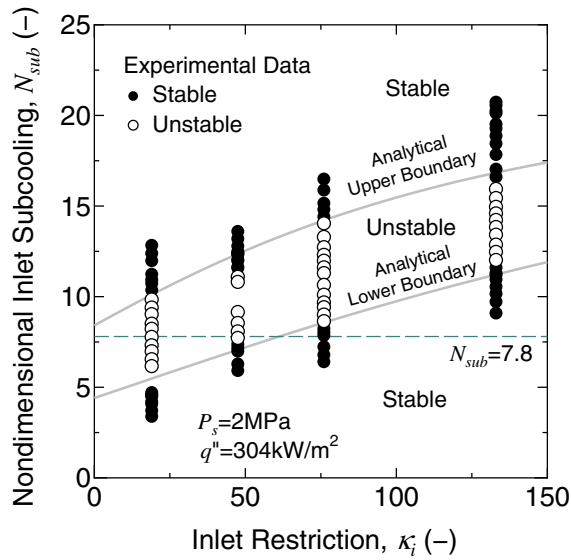 25
20
15
10
5
0
Nondimensional Inlet Subcooling, N_sub (–)
Experimental Data
Stable
Unstable
Stable
Analytical
Upper Boundary
Unstable
Analytical
Lower Boundary
N_sub=7.8
Stable
P_s=2MPa
q"=304kW/m²
0 50 100 150
Inlet Restriction, κ_i (–)